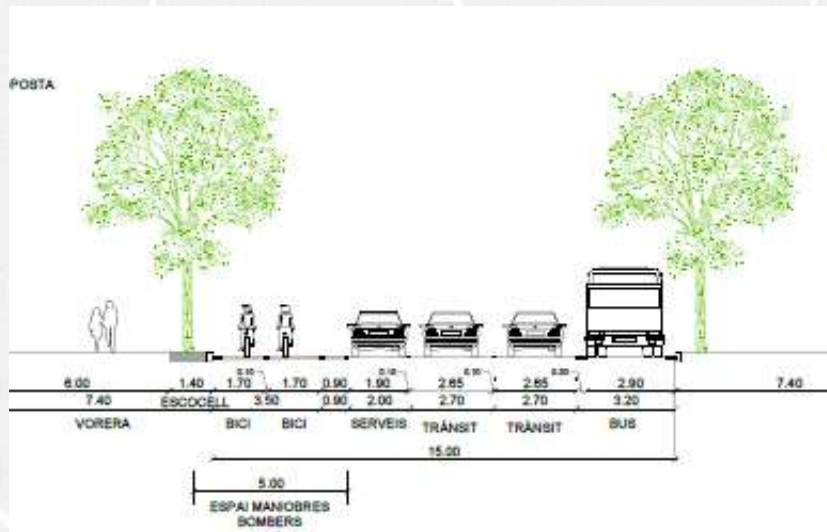 POSTA
0.10 0.10 0.10 0.30
6.00 1.40 1.70 1.70 0.90 1.90 2.65 2.65 2.90 7.40
7.40 ESCOCELL 3.50 0.90 2.00 2.70 2.70 3.20
VORERA BICI BICI SERVEIS TRÀNSIT TRÀNSIT BUS
15.00
5.00
ESPAI MANIOBRES
BOMBERS